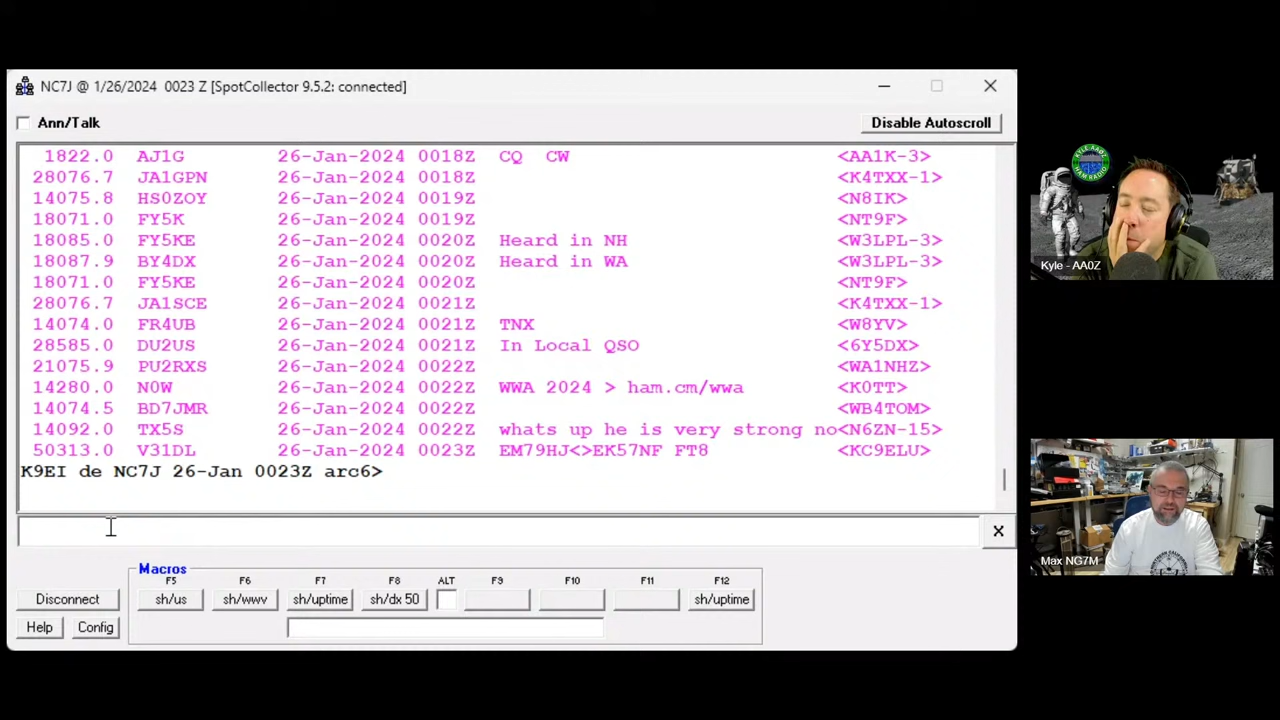 NC7J @ 1/26/2024 0023 Z [SpotCollector 9.5.2: connected]
Ann/Talk
Disable Autoscroll
1822.0 AJ1G 26-Jan-2024 0018Z CQ CW <AA1K-3>
28076.7 JA1GPN 26-Jan-2024 0018Z <K4TXX-1>
14075.8 HS0ZOY 26-Jan-2024 0019Z <N8IK>
18071.0 FY5K 26-Jan-2024 0019Z <NT9F>
18085.0 FY5KE 26-Jan-2024 0020Z Heard in NH <W3LPL-3>
18087.9 BY4DX 26-Jan-2024 0020Z Heard in WA <W3LPL-3>
18071.0 FY5KE 26-Jan-2024 0020Z <NT9F>
28076.7 JA1SCE 26-Jan-2024 0021Z <K4TXX-1>
14074.0 FR4UB 26-Jan-2024 0021Z TNX <W8YV>
28585.0 DU2US 26-Jan-2024 0021Z In Local QSO <6Y5DX>
21075.9 PU2RXS 26-Jan-2024 0022Z <WA1NHZ>
14280.0 N0W 26-Jan-2024 0022Z WWA 2024 > ham.cm/wwa <K0TT>
14074.5 BD7JMR 26-Jan-2024 0022Z <WB4TOM>
14092.0 TX5S 26-Jan-2024 0022Z whats up he is very strong no<N6ZN-15>
50313.0 V31DL 26-Jan-2024 0023Z EM79HJ<>EK57NF FT8 <KC9ELU>
K9EI de NC7J 26-Jan 0023Z arc6>
X
Macros
F5 F6 F7 F8 ALT F9 F10 F11 F12
Disconnect sh/us sh/wwv sh/uptime sh/dx 50 sh/uptime
Help Config
KYLE AA0Z
HAM RADIO
Kyle - AA0Z
Max NG7M